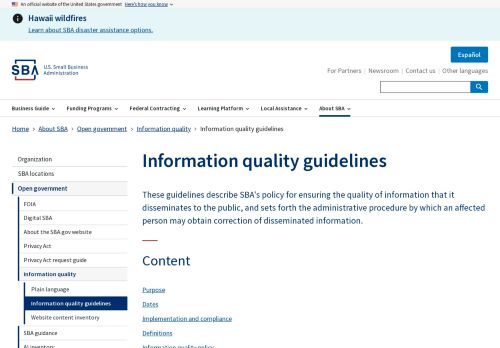 An official website of the United States government Here's how you know
Hawaii wildfires
Learn about SBA disaster assistance options.
Español
SBA
U.S. Small Business
Administration
For Partners | Newsroom | Contact us | Other languages
Business Guide Funding Programs Federal Contracting Learning Platform Local Assistance About SBA
Home › About SBA › Open government › Information quality › Information quality guidelines
Organization
SBA locations
Open government
FOIA
Digital SBA
About the SBA.gov website
Privacy Act
Privacy Act request guide
Information quality
Plain language
Information quality guidelines
Website content inventory
SBA guidance
AI inventory
Information quality guidelines
These guidelines describe SBA's policy for ensuring the quality of information that it
disseminates to the public, and sets forth the administrative procedure by which an affected
person may obtain correction of disseminated information.
Content
Purpose
Dates
Implementation and compliance
Definitions
Information quality policy